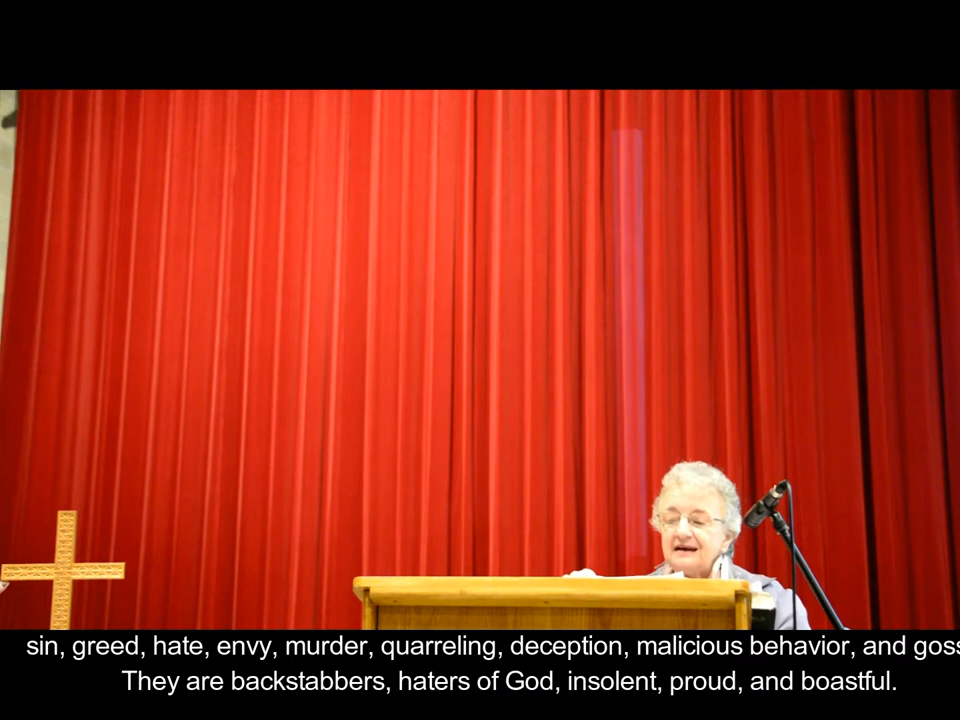 sin, greed, hate, envy, murder, quarreling, deception, malicious behavior, and goss
They are backstabbers, haters of God, insolent, proud, and boastful.